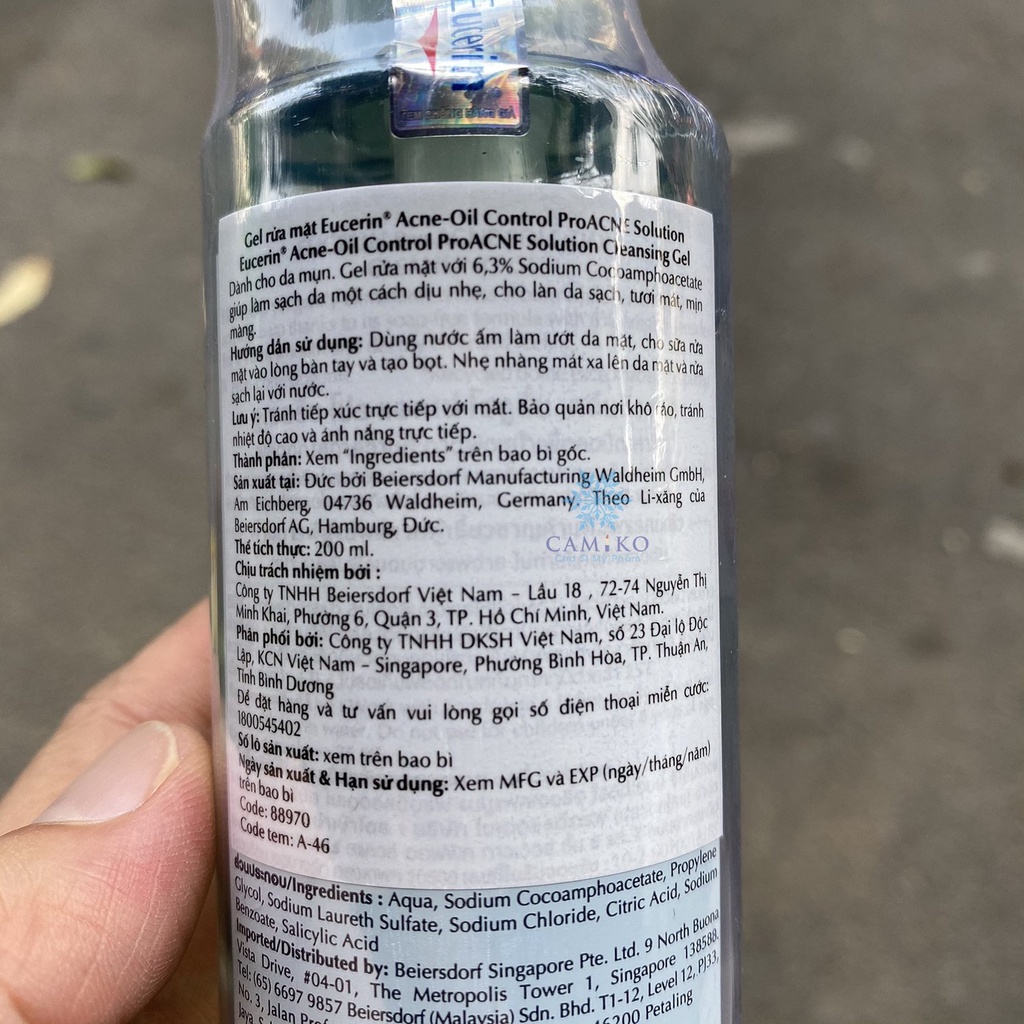 Eucerin
Gel rửa mặt Eucerin® Acne-Oil Control ProACNE Solution
Eucerin® Acne-Oil Control ProACNE Solution Cleansing Gel
Dành cho da mụn. Gel rửa mặt với 6,3% Sodium Cocoamphoacetate
giúp làm sạch da một cách dịu nhẹ, cho làn da sạch, tươi mát, mịn
màng.
Hướng dẫn sử dụng: Dùng nước ấm làm ướt da mặt, cho sữa rửa
mặt vào lòng bàn tay và tạo bọt. Nhẹ nhàng mát xa lên da mặt và rửa
sạch lại với nước.
Lưu ý: Tránh tiếp xúc trực tiếp với mắt. Bảo quản nơi khô ráo, tránh
nhiệt độ cao và ánh nắng trực tiếp.
Thành phần: Xem “Ingredients” trên bao bì gốc.
Sản xuất tại: Đức bởi Beiersdorf Manufacturing Waldheim GmbH,
Am Eichberg, 04736 Waldheim, Germany. Theo Li-xăng của
Beiersdorf AG, Hamburg, Đức.
CAMIKO
Thể tích thực: 200 ml.
Chịu trách nhiệm bởi :
Công ty TNHH Beiersdorf Việt Nam – Lầu 18 , 72-74 Nguyễn Thị
Minh Khai, Phường 6, Quận 3, TP. Hồ Chí Minh, Việt Nam.
Phân phối bởi: Công ty TNHH DKSH Việt Nam, số 23 Đại lộ Độc
Lập, KCN Việt Nam – Singapore, Phường Bình Hòa, TP. Thuận An,
Tỉnh Bình Dương
Để đặt hàng và tư vấn vui lòng gọi số điện thoại miễn cước:
1800545402
Số lô sản xuất: xem trên bao bì
Ngày sản xuất & Hạn sử dụng: Xem MFG và EXP (ngày/tháng/năm)
trên bao bì
Code: 88970
Code tem: A-46
/Ingredients : Aqua, Sodium Cocoamphoacetate, Propylene
Glycol, Sodium Laureth Sulfate, Sodium Chloride, Citric Acid, Sodium
Benzoate, Salicylic Acid
Imported/Distributed by: Beiersdorf Singapore Pte. Ltd. 9 North Buona
Vista Drive, #04-01, The Metropolis Tower 1, Singapore 138588.
Tel: (65) 6697 9857 Beiersdorf (Malaysia) Sdn. Bhd. T1-12, Level 12, PJ33,
No. 3, Jalan 46200 Petaling
Jaya